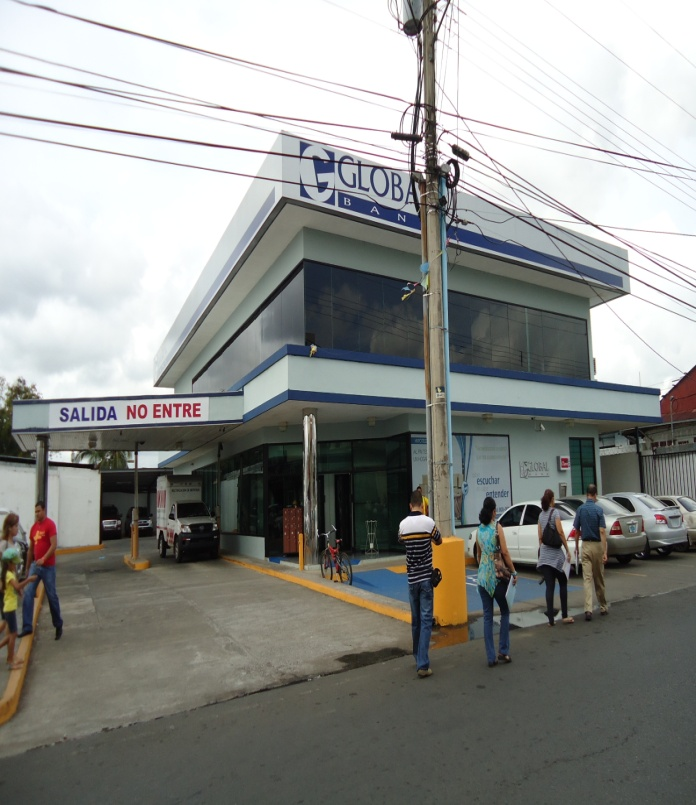 GLOBA
BAN
SALIDA NO ENTRE
escuchar
entender
GLOBAL